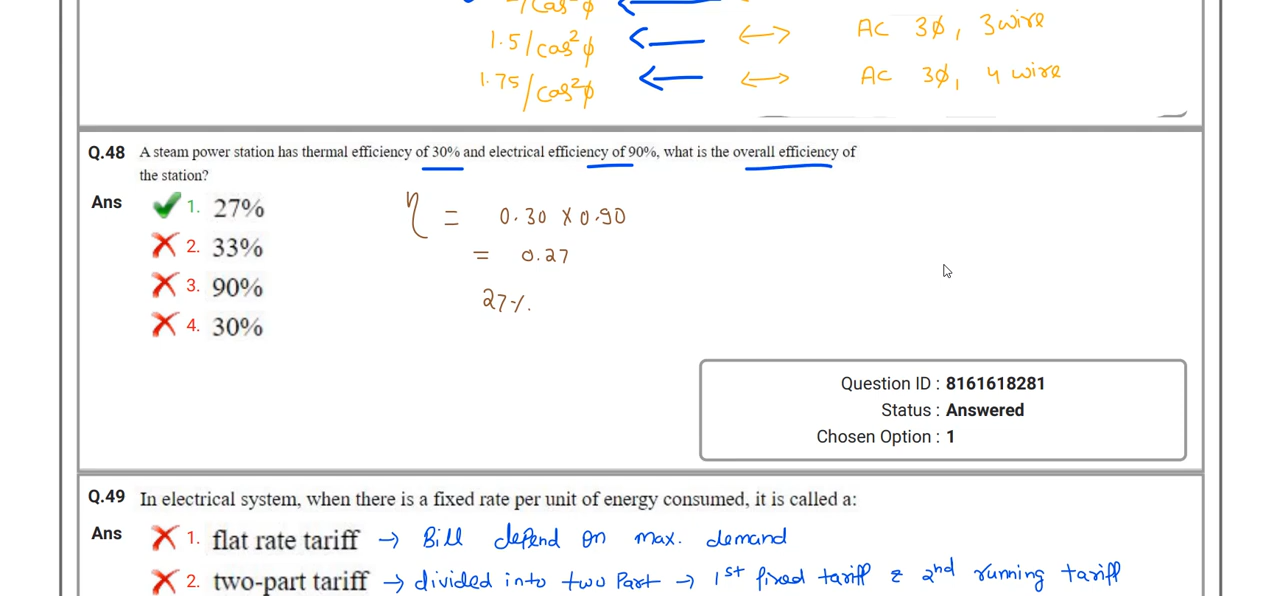 1/cos²φ
1.5/cos²φ ⟵ ⟷ AC 3φ, 3 wire
1.75/cos²φ ⟵ ⟷ AC 3φ, 4 wire
Q.48 A steam power station has thermal efficiency of 30% and electrical efficiency of 90%, what is the overall efficiency of
the station?
Ans 1. 27%
η = 0.30 × 0.90
2. 33%
= 0.27
3. 90%
27%.
4. 30%
Question ID : 8161618281
Status : Answered
Chosen Option : 1
Q.49 In electrical system, when there is a fixed rate per unit of energy consumed, it is called a:
Ans 1. flat rate tariff → Bill depend on max. demand
2. two-part tariff → divided into two Part → 1st fixed tariff & 2nd running tariff